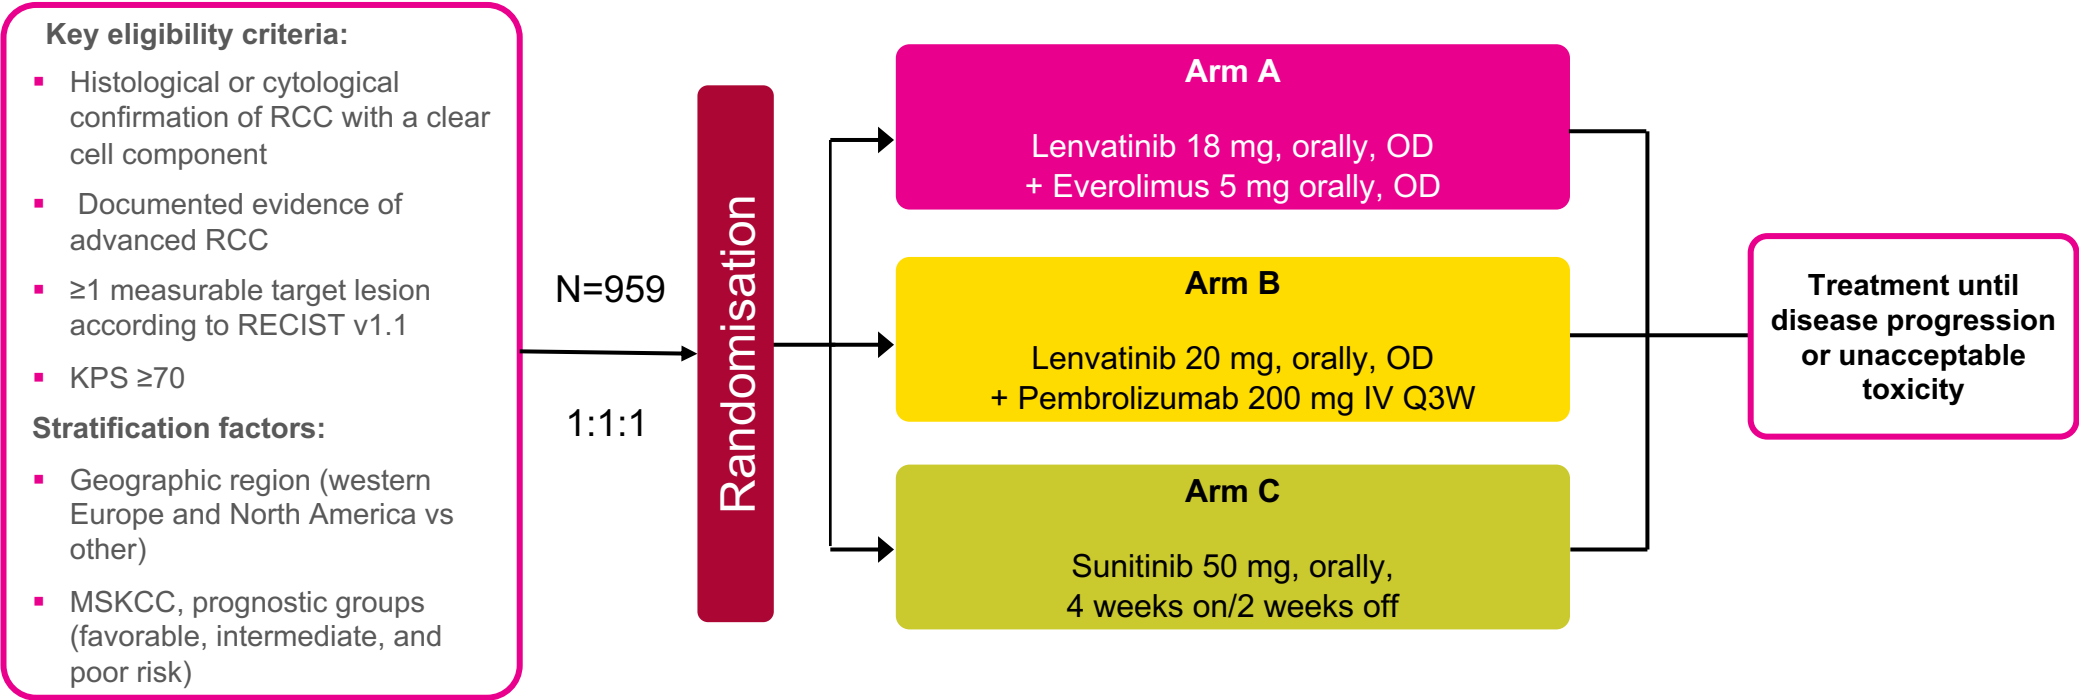 Key eligibility criteria:
▪ Histological or cytological
confirmation of RCC with a clear
cell component
▪ Documented evidence of
advanced RCC
▪ ≥1 measurable target lesion
according to RECIST v1.1
▪ KPS ≥70
Stratification factors:
▪ Geographic region (western
Europe and North America vs
other)
▪ MSKCC, prognostic groups
(favorable, intermediate, and
poor risk)
N=959
1:1:1
Randomisation
Arm A
Lenvatinib 18 mg, orally, OD
+ Everolimus 5 mg orally, OD
Arm B
Lenvatinib 20 mg, orally, OD
+ Pembrolizumab 200 mg IV Q3W
Arm C
Sunitinib 50 mg, orally,
4 weeks on/2 weeks off
Treatment until
disease progression
or unacceptable
toxicity